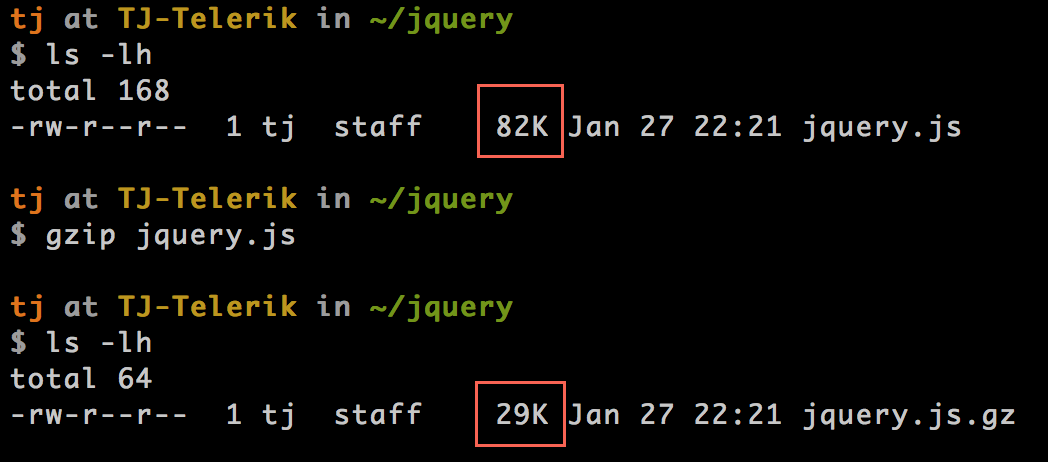 tj at TJ-Telerik in ~/jquery
$ ls -lh
total 168
-rw-r--r--  1 tj  staff    82K Jan 27 22:21 jquery.js
tj at TJ-Telerik in ~/jquery
$ gzip jquery.js
tj at TJ-Telerik in ~/jquery
$ ls -lh
total 64
-rw-r--r--  1 tj  staff    29K Jan 27 22:21 jquery.js.gz